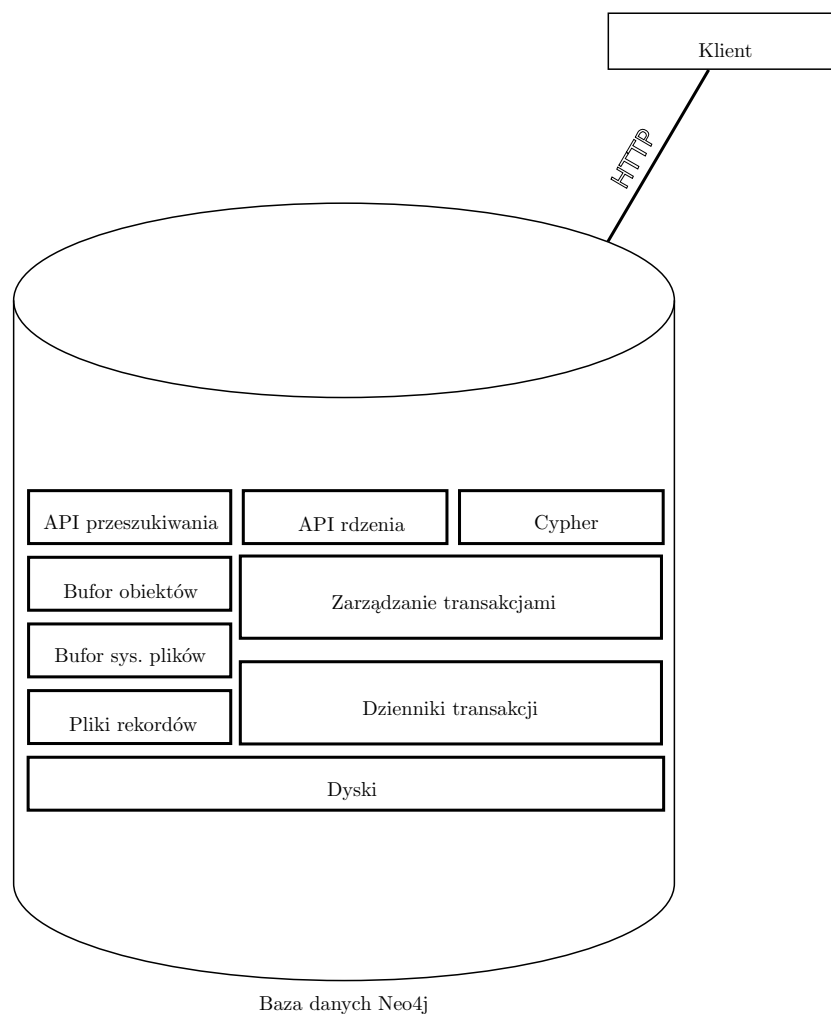 Klient
HTTP
API przeszukiwania
API rdzenia
Cypher
Bufor obiektów
Zarządzanie transakcjami
Bufor sys. plików
Dzienniki transakcji
Pliki rekordów
Dyski
Baza danych Neo4j